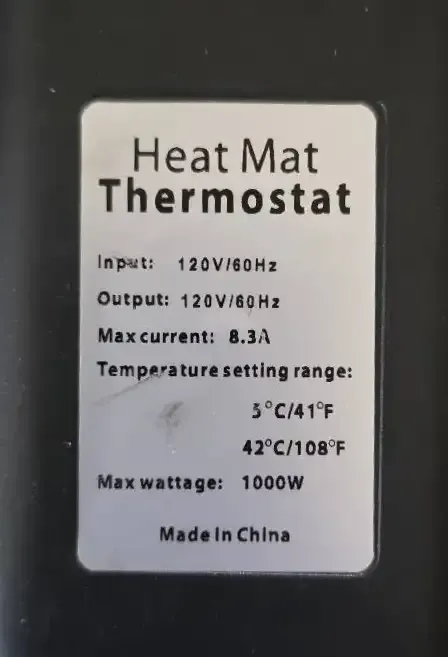 Heat Mat
Thermostat
Input: 120V/60Hz
Output: 120V/60Hz
Max current: 8.3A
Temperature setting range:
5°C/41°F
42°C/108°F
Max wattage: 1000W
Made In China